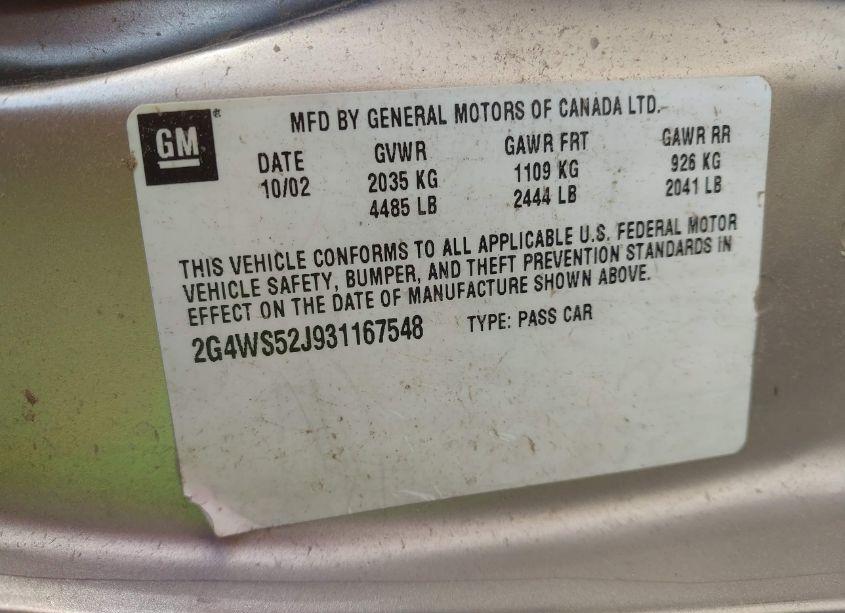 GM
MFD BY GENERAL MOTORS OF CANADA LTD.
DATE GVWR GAWR FRT GAWR RR
10/02 2035 KG 1109 KG 926 KG
4485 LB 2444 LB 2041 LB
THIS VEHICLE CONFORMS TO ALL APPLICABLE U.S. FEDERAL MOTOR
VEHICLE SAFETY, BUMPER, AND THEFT PREVENTION STANDARDS IN
EFFECT ON THE DATE OF MANUFACTURE SHOWN ABOVE.
2G4WS52J931167548 TYPE: PASS CAR